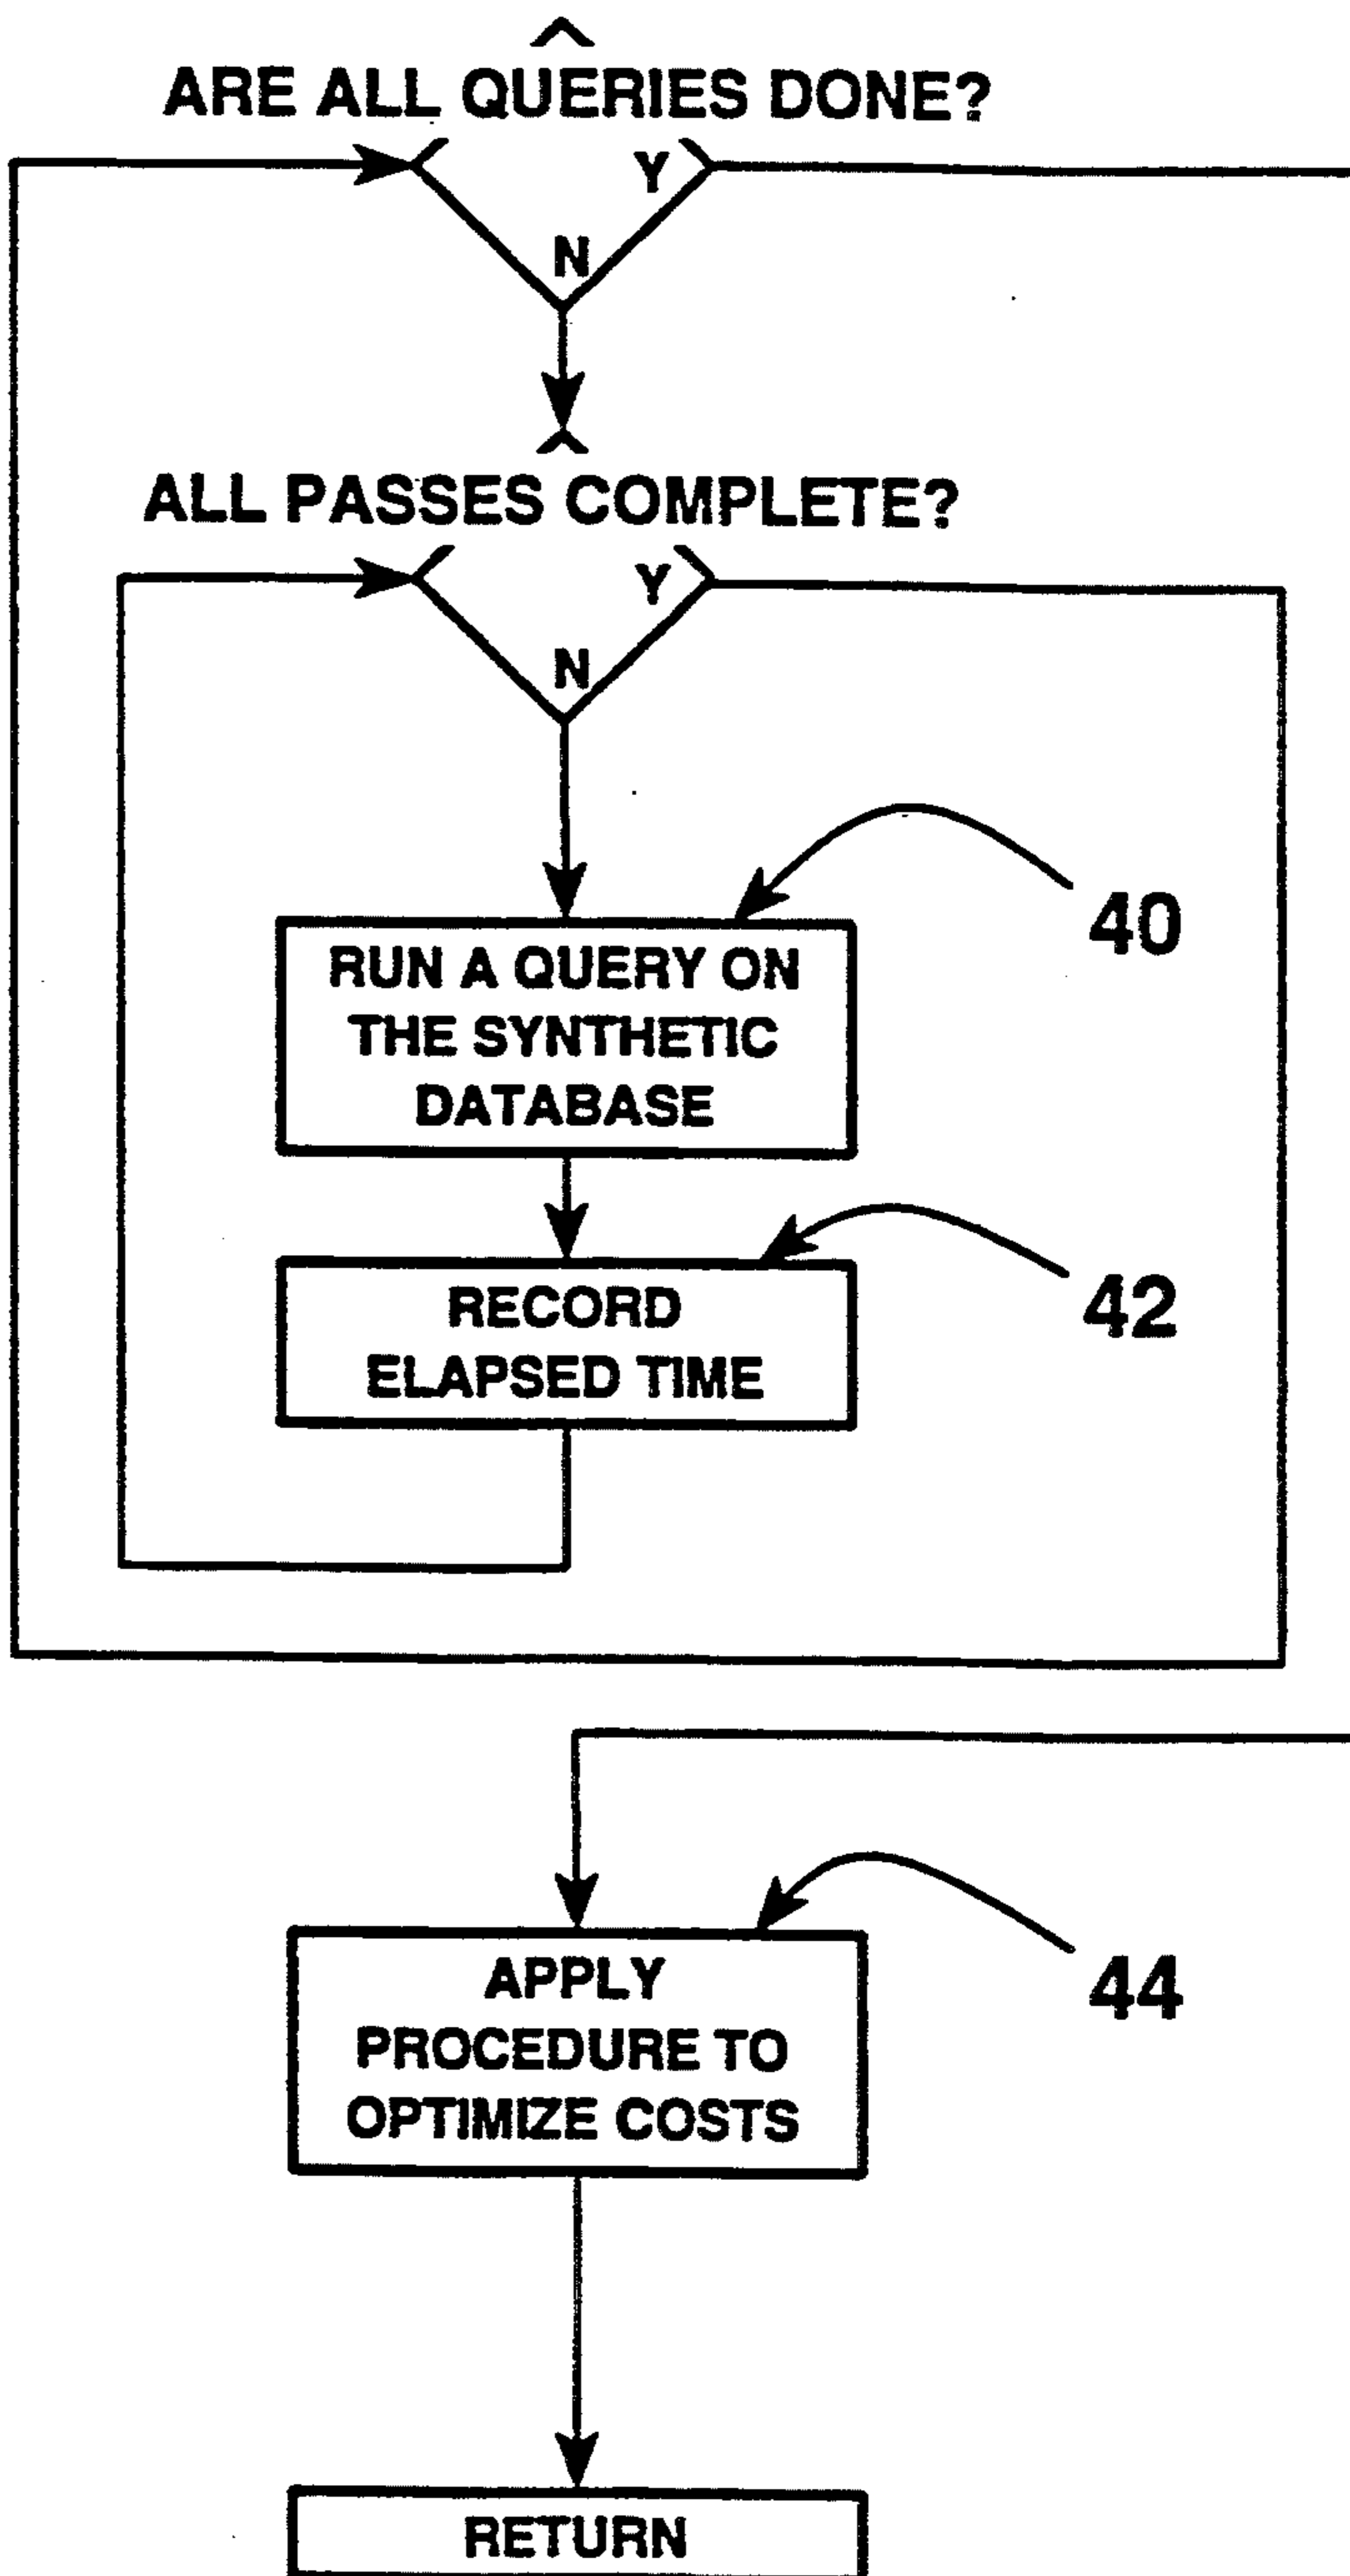 ARE ALL QUERIES DONE?
Y
N
ALL PASSES COMPLETE?
Y
N
40
RUN A QUERY ON
THE SYNTHETIC
DATABASE
42
RECORD
ELAPSED TIME
44
APPLY
PROCEDURE TO
OPTIMIZE COSTS
RETURN